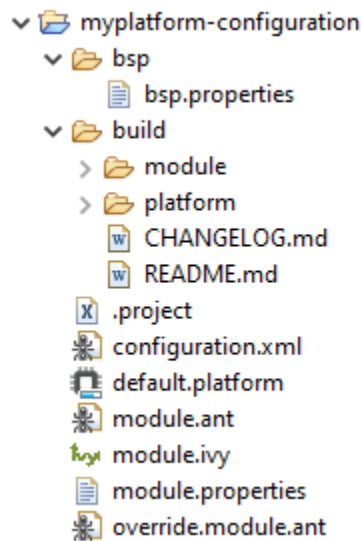 myplatform-configuration
bsp
bsp.properties
build
module
platform
CHANGELOG.md
README.md
.project
configuration.xml
default.platform
module.ant
module.ivy
module.properties
override.module.ant